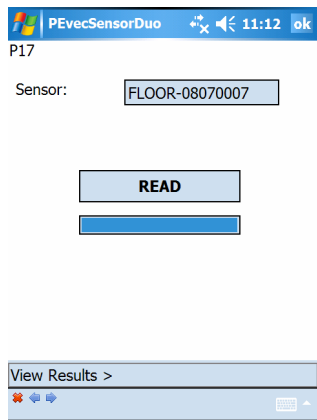 PEvecSensorDuo 11:12 ok
P17
Sensor: FLOOR-08070007
READ
View Results >